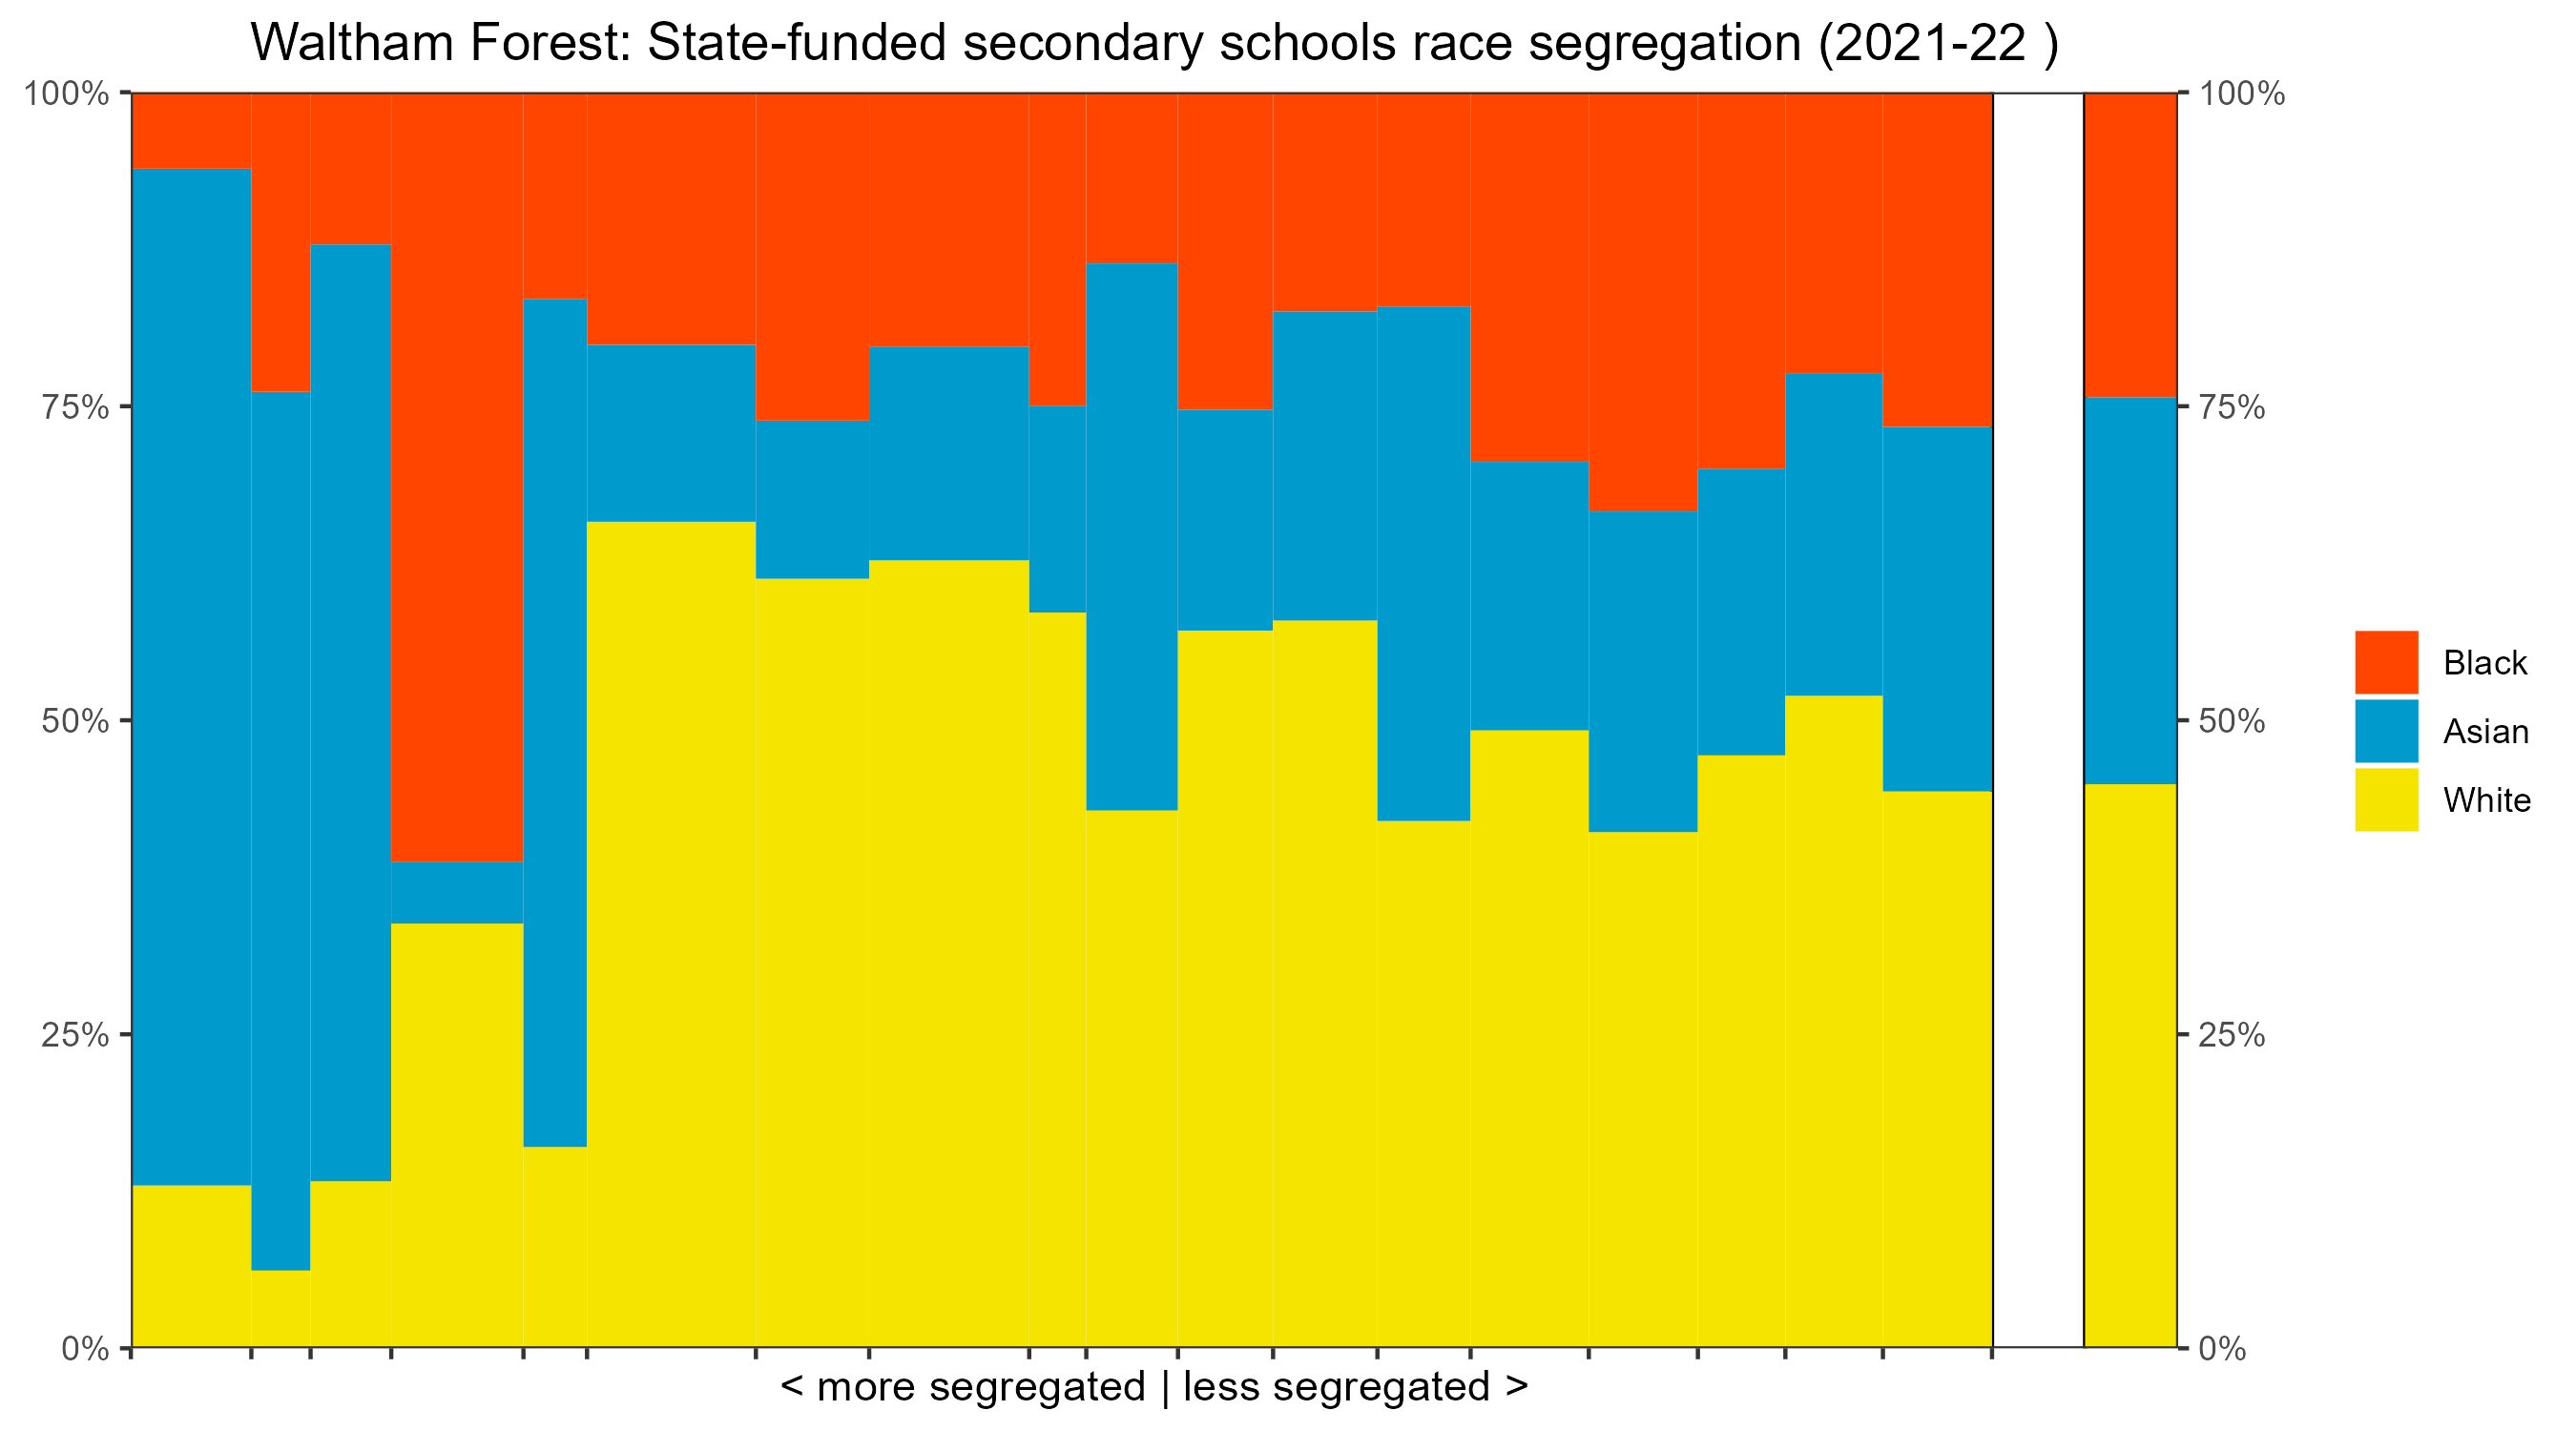 Waltham Forest: State-funded secondary schools race segregation (2021-22 )
100%
100%
75%
75%
50%
50%
25%
25%
0%
0%
Black
Asian
White
< more segregated | less segregated >